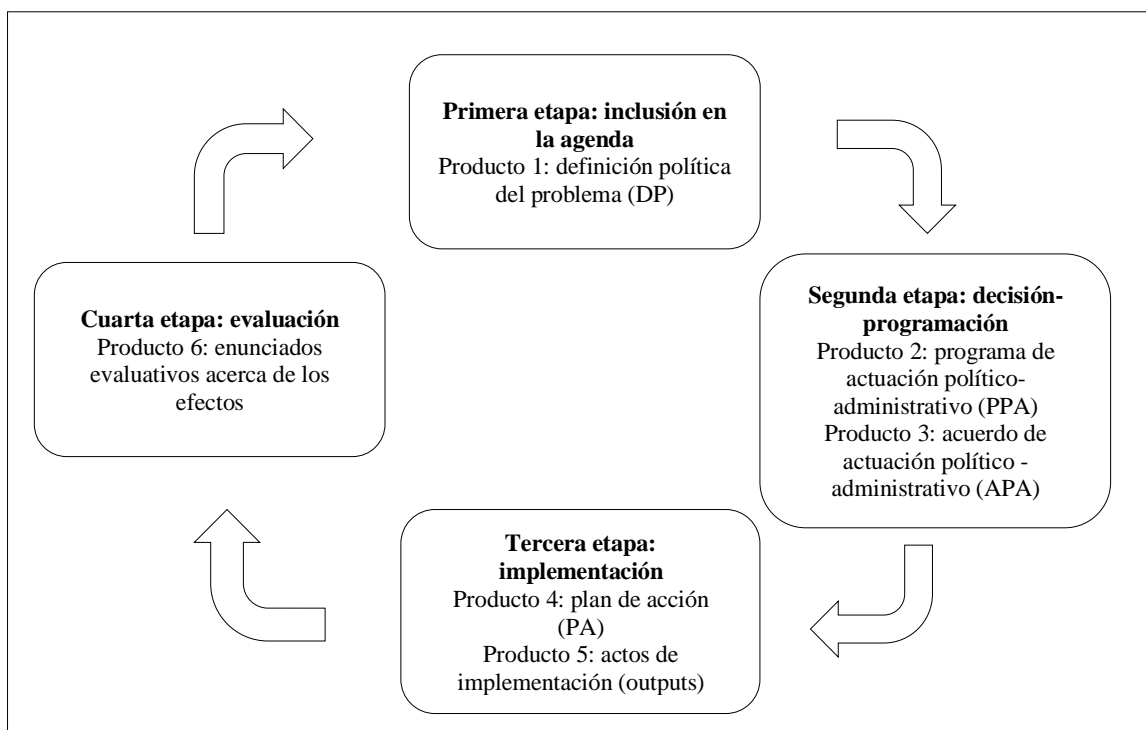 Primera etapa: inclusión en
la agenda
Producto 1: definición política
del problema (DP)
Segunda etapa: decisión-
programación
Producto 2: programa de
actuación político-
administrativo (PPA)
Producto 3: acuerdo de
actuación político -
administrativo (APA)
Tercera etapa:
implementación
Producto 4: plan de acción
(PA)
Producto 5: actos de
implementación (outputs)
Cuarta etapa: evaluación
Producto 6: enunciados
evaluativos acerca de los
efectos